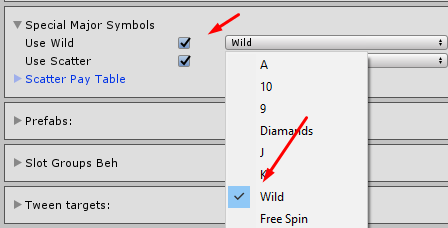 Special Major Symbols
Use Wild Wild
Use Scatter
Scatter Pay Table
A
10
9
Diamands
J
K
Wild
Free Spin
Prefabs:
Slot Groups Beh
Tween targets: